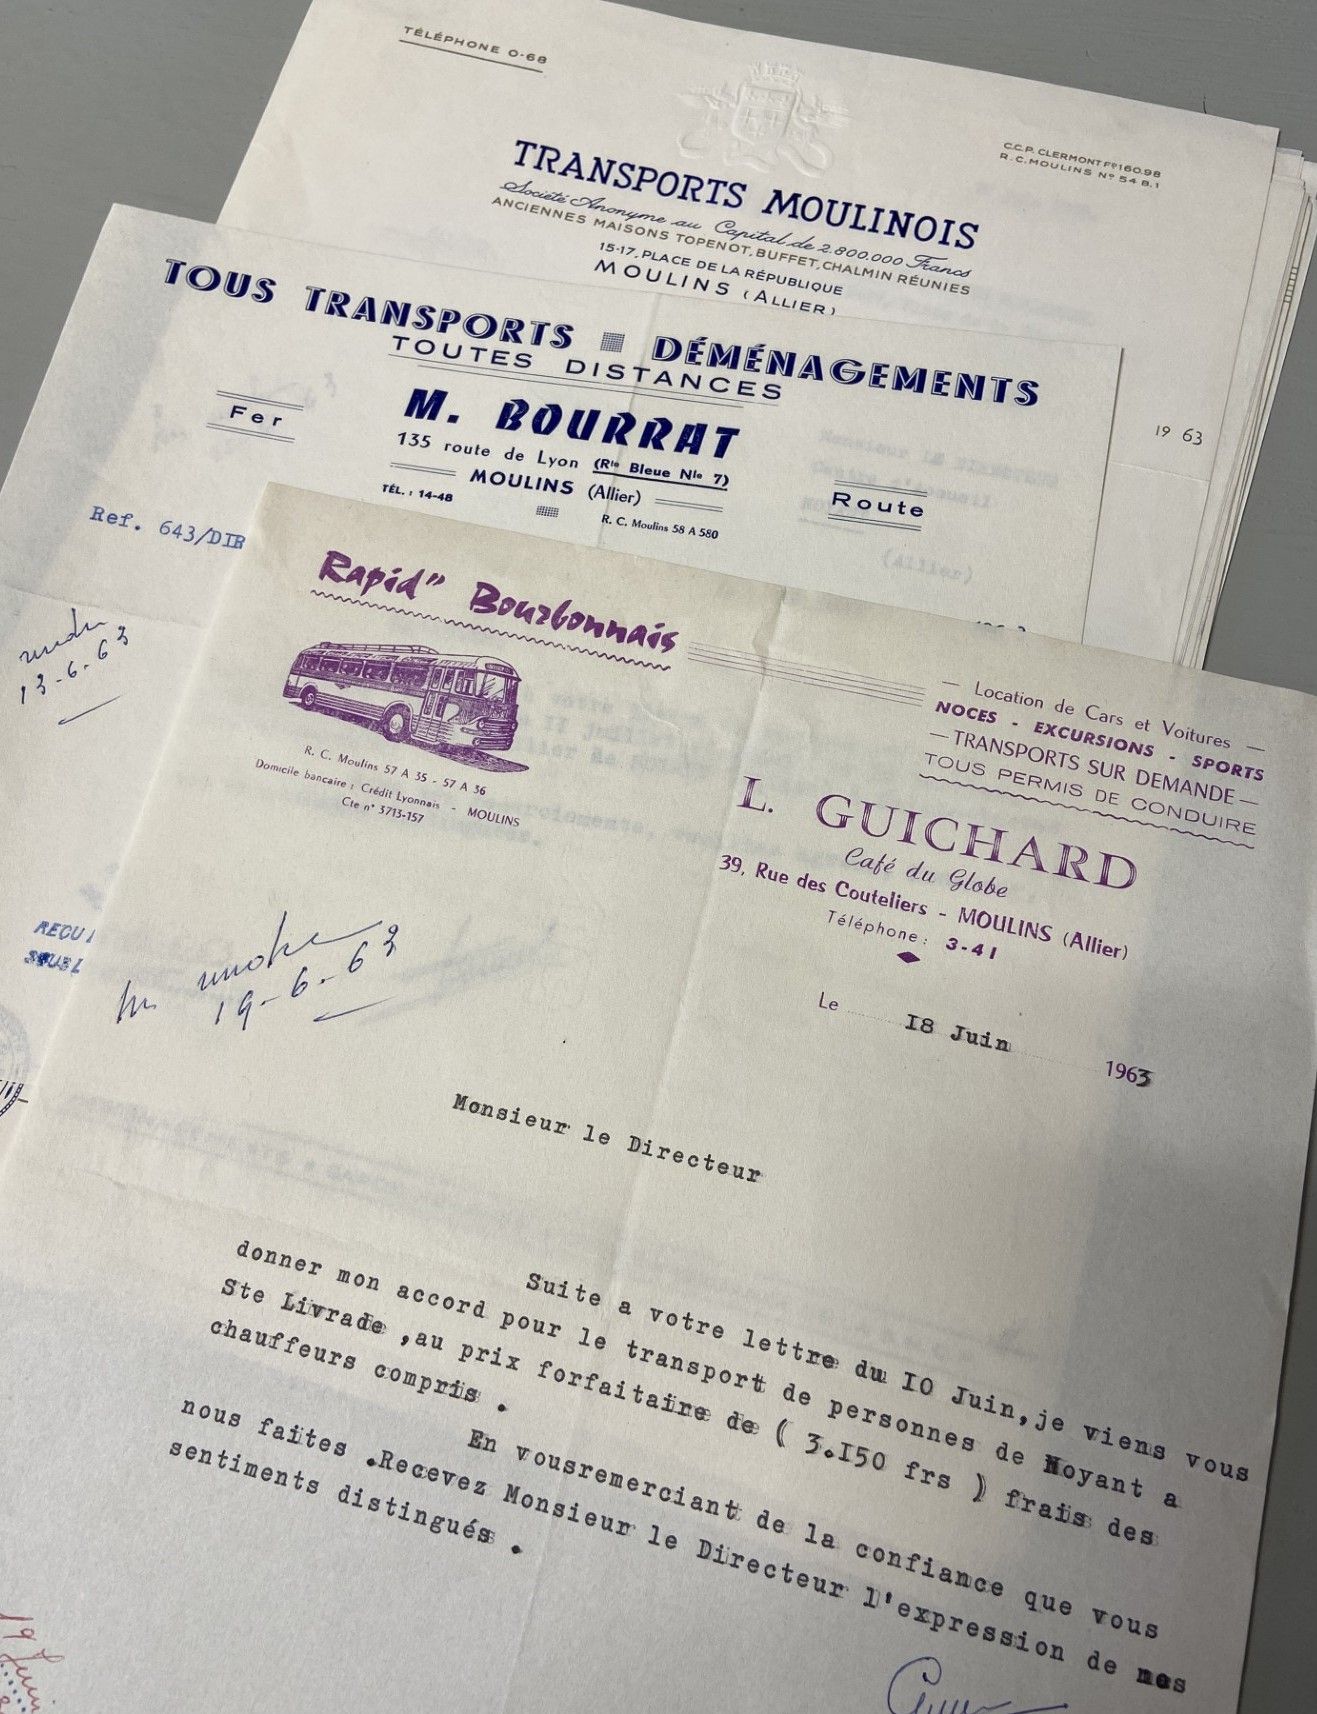 TÉLÉPHONE 0-68
C.C.P. CLERMONT Fd 160.98
R.C. MOULINS No 54 B.1
TRANSPORTS MOULINOIS
Société Anonyme au Capital de 2.800.000 Francs
ANCIENNES MAISONS TOPENOT, BUFFET, CHALMIN RÉUNIES
15-17, PLACE DE LA RÉPUBLIQUE
MOULINS (ALLIER)
19 63
TOUS TRANSPORTS DÉMÉNAGEMENTS
TOUTES DISTANCES
Fer
M. BOURRAT
135 route de Lyon (Rte Bleue Nle 7)
MOULINS (Allier)
TÉL. : 14-48
R. C. Moulins 58 A 580
Route
Ref. 643/DIR
13-6-63
Rapid" Bourbonnais
R. C. Moulins 57 A 35 - 57 A 36
Domicile bancaire : Crédit Lyonnais - MOULINS
Cte n° 3713-157
— Location de Cars et Voitures —
NOCES - EXCURSIONS - SPORTS
—TRANSPORTS SUR DEMANDE—
TOUS PERMIS DE CONDUIRE
L. GUICHARD
Café du Globe
39, Rue des Couteliers - MOULINS (Allier)
Téléphone : 3-41
19-6-63
Le 18 Juin 1963
Monsieur le Directeur
Suite a votre lettre du 10 Juin, je viens vous
donner mon accord pour le transport de personnes de Noyant a
Ste Livrade ,au prix forfaitaire de ( 3.150 frs ) frais des
chauffeurs compris .
En vousremerciant de la confiance que vous
nous faites .Recevez Monsieur le Directeur l'expression de mes
sentiments distingués .
19 Juin